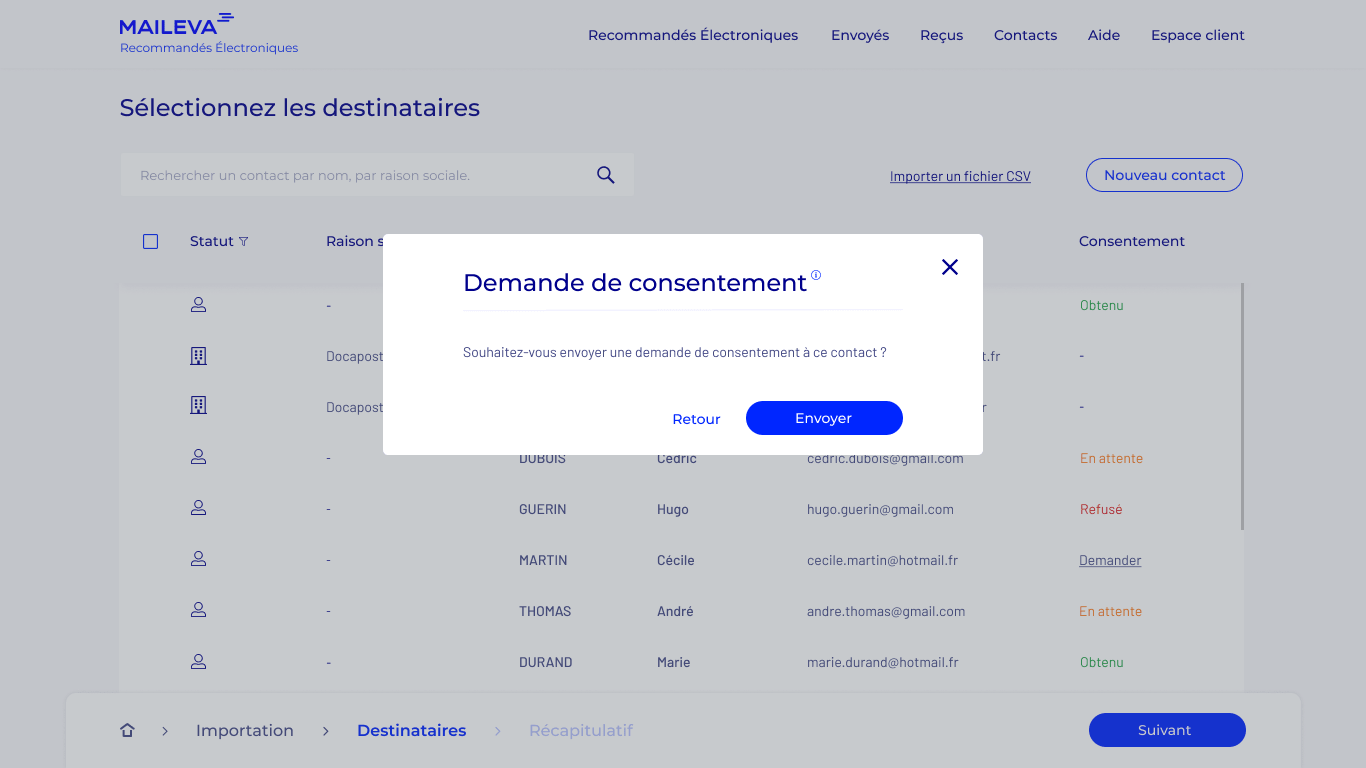 MAILEVA
Recommandés Électroniques
Recommandés Électroniques Envoyés Reçus Contacts Aide Espace client
Sélectionnez les destinataires
Rechercher un contact par nom, par raison sociale.
Importer un fichier CSV
Nouveau contact
Statut Raison s Consentement
Demande de consentement
Souhaitez-vous envoyer une demande de consentement à ce contact ?
Retour Envoyer
- Obtenu
Docapost t.fr -
Docapost r -
- DUBOIS Cédric cedric.dubois@gmail.com En attente
- GUERIN Hugo hugo.guerin@gmail.com Refusé
- MARTIN Cécile cecile.martin@hotmail.fr Demander
- THOMAS André andre.thomas@gmail.com En attente
- DURAND Marie marie.durand@hotmail.fr Obtenu
Importation Destinataires Récapitulatif Suivant